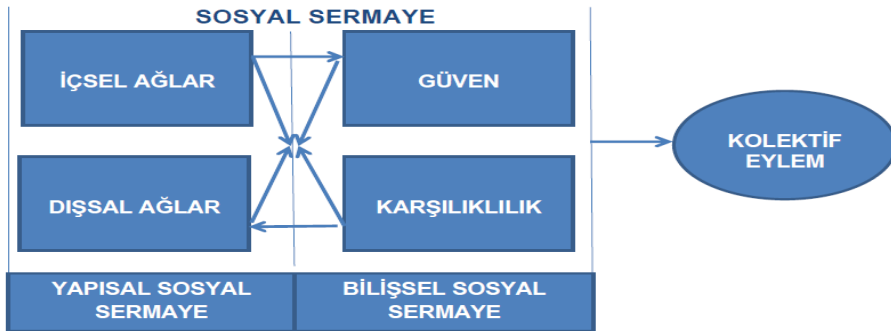 SOSYAL SERMAYE
İÇSEL AĞLAR
GÜVEN
KOLEKTİF
EYLEM
DIŞSAL AĞLAR
KARŞILIKLILIK
YAPISAL SOSYAL
SERMAYE
BİLİŞSEL SOSYAL
SERMAYE